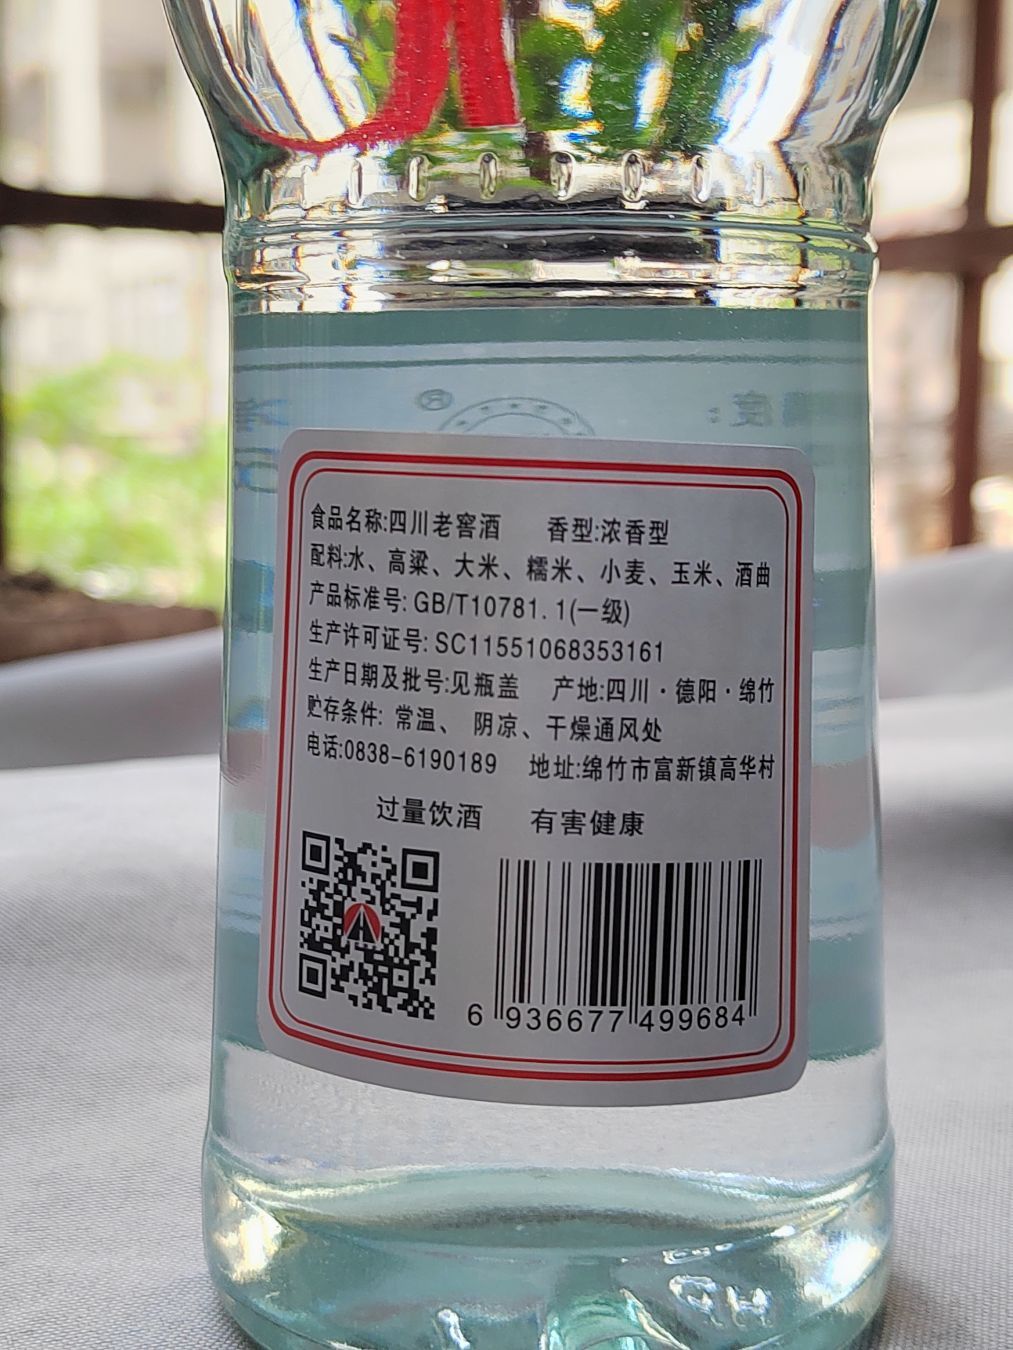 食品名称:四川老窖酒 香型:浓香型
配料:水、高粱、大米、糯米、小麦、玉米、酒曲
产品标准号: GB/T10781.1(一级)
生产许可证号: SC11551068353161
生产日期及批号:见瓶盖 产地:四川·德阳·绵竹
贮存条件: 常温、 阴凉、干燥通风处
电话:0838-6190189 地址:绵竹市富新镇高华村
过量饮酒 有害健康
6 936677 499684